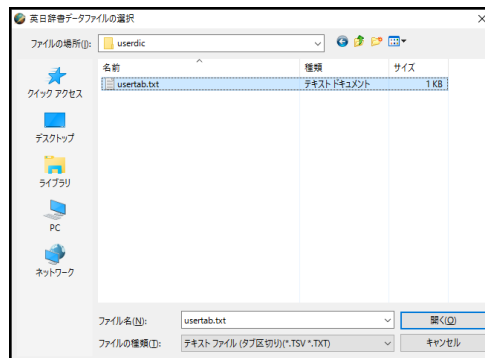 英日辞書データファイルの選択
ファイルの場所(I): userdic
名前 種類 サイズ
usertab.txt テキスト ドキュメント 1 KB
クイック アクセス
デスクトップ
ライブラリ
PC
ネットワーク
ファイル名(N): usertab.txt 開く(O)
ファイルの種類(T): テキスト ファイル (タブ区切り)(*.TSV *.TXT) キャンセル